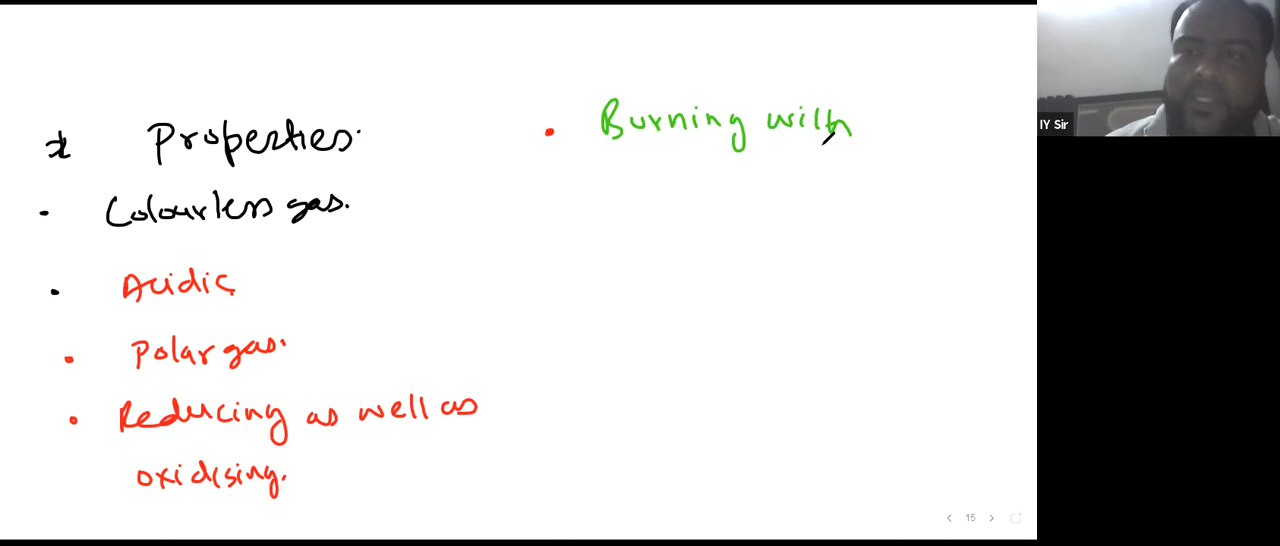 * Properties.
• Colourless gas.
• Acidic
• Polar gas.
• Reducing as well as
oxidising.
• Burning with
IY Sir
15